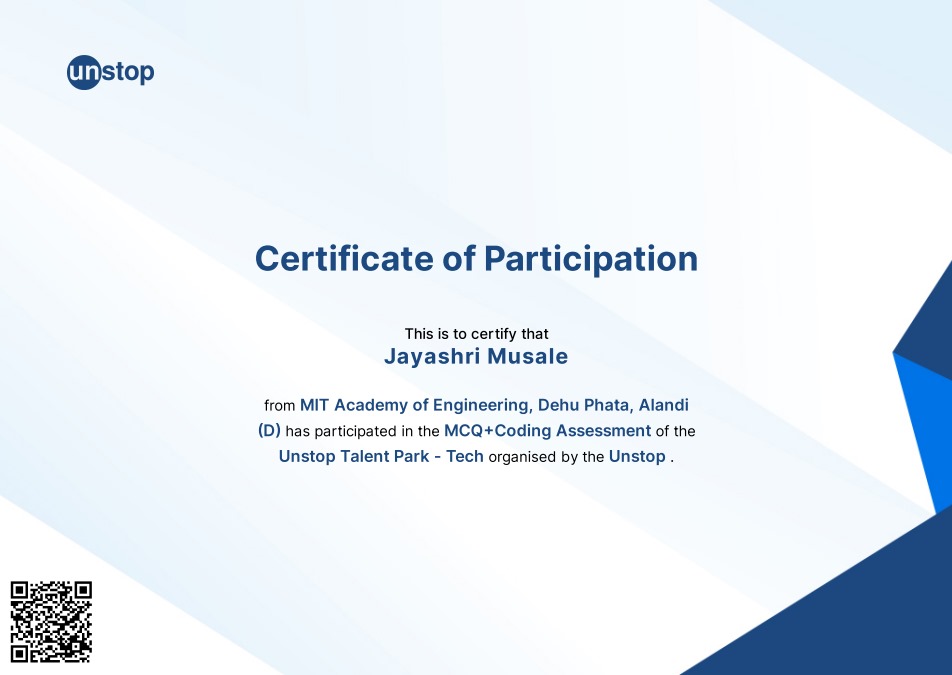 unstop
Certificate of Participation
This is to certify that
Jayashri Musale
from MIT Academy of Engineering, Dehu Phata, Alandi
(D) has participated in the MCQ+Coding Assessment of the
Unstop Talent Park - Tech organised by the Unstop .